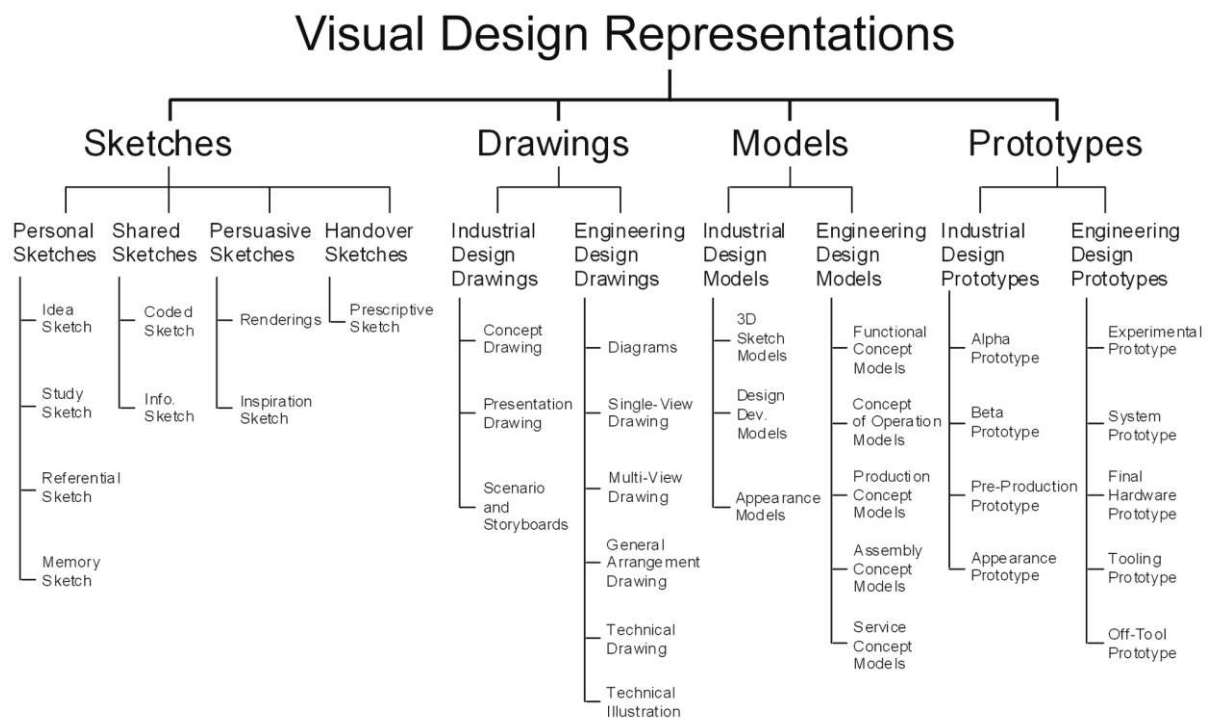 Visual Design Representations
Sketches
Drawings
Models
Prototypes
Personal
Sketches
Shared
Sketches
Persuasive
Sketches
Handover
Sketches
Industrial
Design
Drawings
Engineering
Design
Drawings
Industrial
Design
Models
Engineering
Design
Models
Industrial
Design
Prototypes
Engineering
Design
Prototypes
Idea
Sketch
Study
Sketch
Referential
Sketch
Memory
Sketch
Coded
Sketch
Info.
Sketch
Renderings
Inspiration
Sketch
Prescriptive
Sketch
Concept
Drawing
Presentation
Drawing
Scenario
and
Storyboards
Diagrams
Single-View
Drawing
Multi-View
Drawing
General
Arrangement
Drawing
Technical
Drawing
Technical
Illustration
3D
Sketch
Models
Design
Dev.
Models
Appearance
Models
Functional
Concept
Models
Concept
of Operation
Models
Production
Concept
Models
Assembly
Concept
Models
Service
Concept
Models
Alpha
Prototype
Beta
Prototype
Pre-Production
Prototype
Appearance
Prototype
Experimental
Prototype
System
Prototype
Final
Hardware
Prototype
Tooling
Prototype
Off-Tool
Prototype